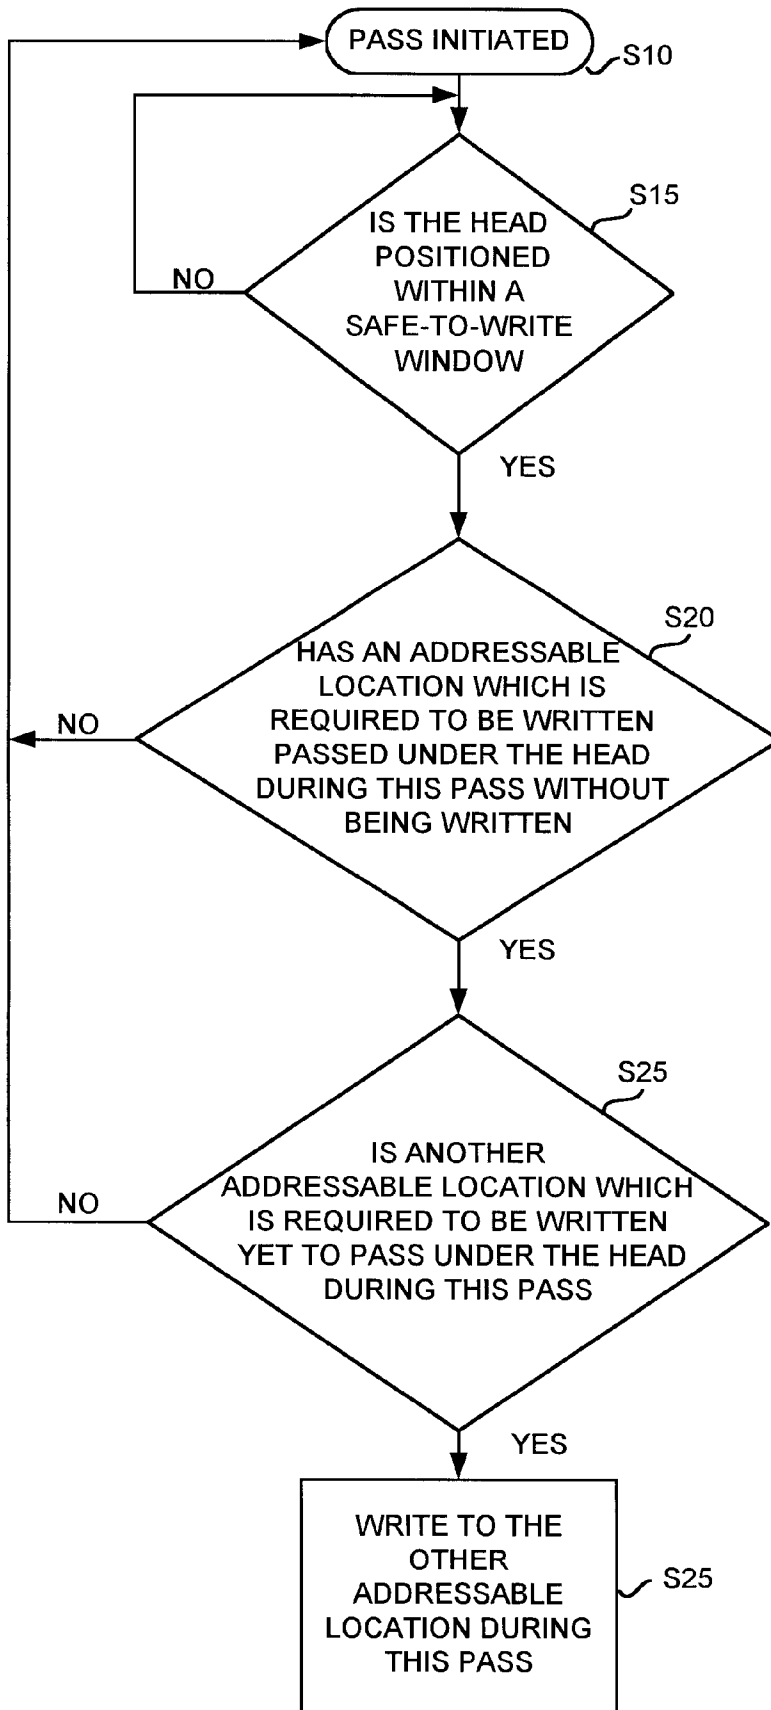 PASS INITIATED
S10
S15
IS THE HEAD
POSITIONED
WITHIN A
SAFE-TO-WRITE
WINDOW
NO
YES
S20
HAS AN ADDRESSABLE
LOCATION WHICH IS
REQUIRED TO BE WRITTEN
PASSED UNDER THE HEAD
DURING THIS PASS WITHOUT
BEING WRITTEN
NO
YES
S25
IS ANOTHER
ADDRESSABLE LOCATION WHICH
IS REQUIRED TO BE WRITTEN
YET TO PASS UNDER THE HEAD
DURING THIS PASS
NO
YES
WRITE TO THE
OTHER
ADDRESSABLE
LOCATION DURING
THIS PASS
S25